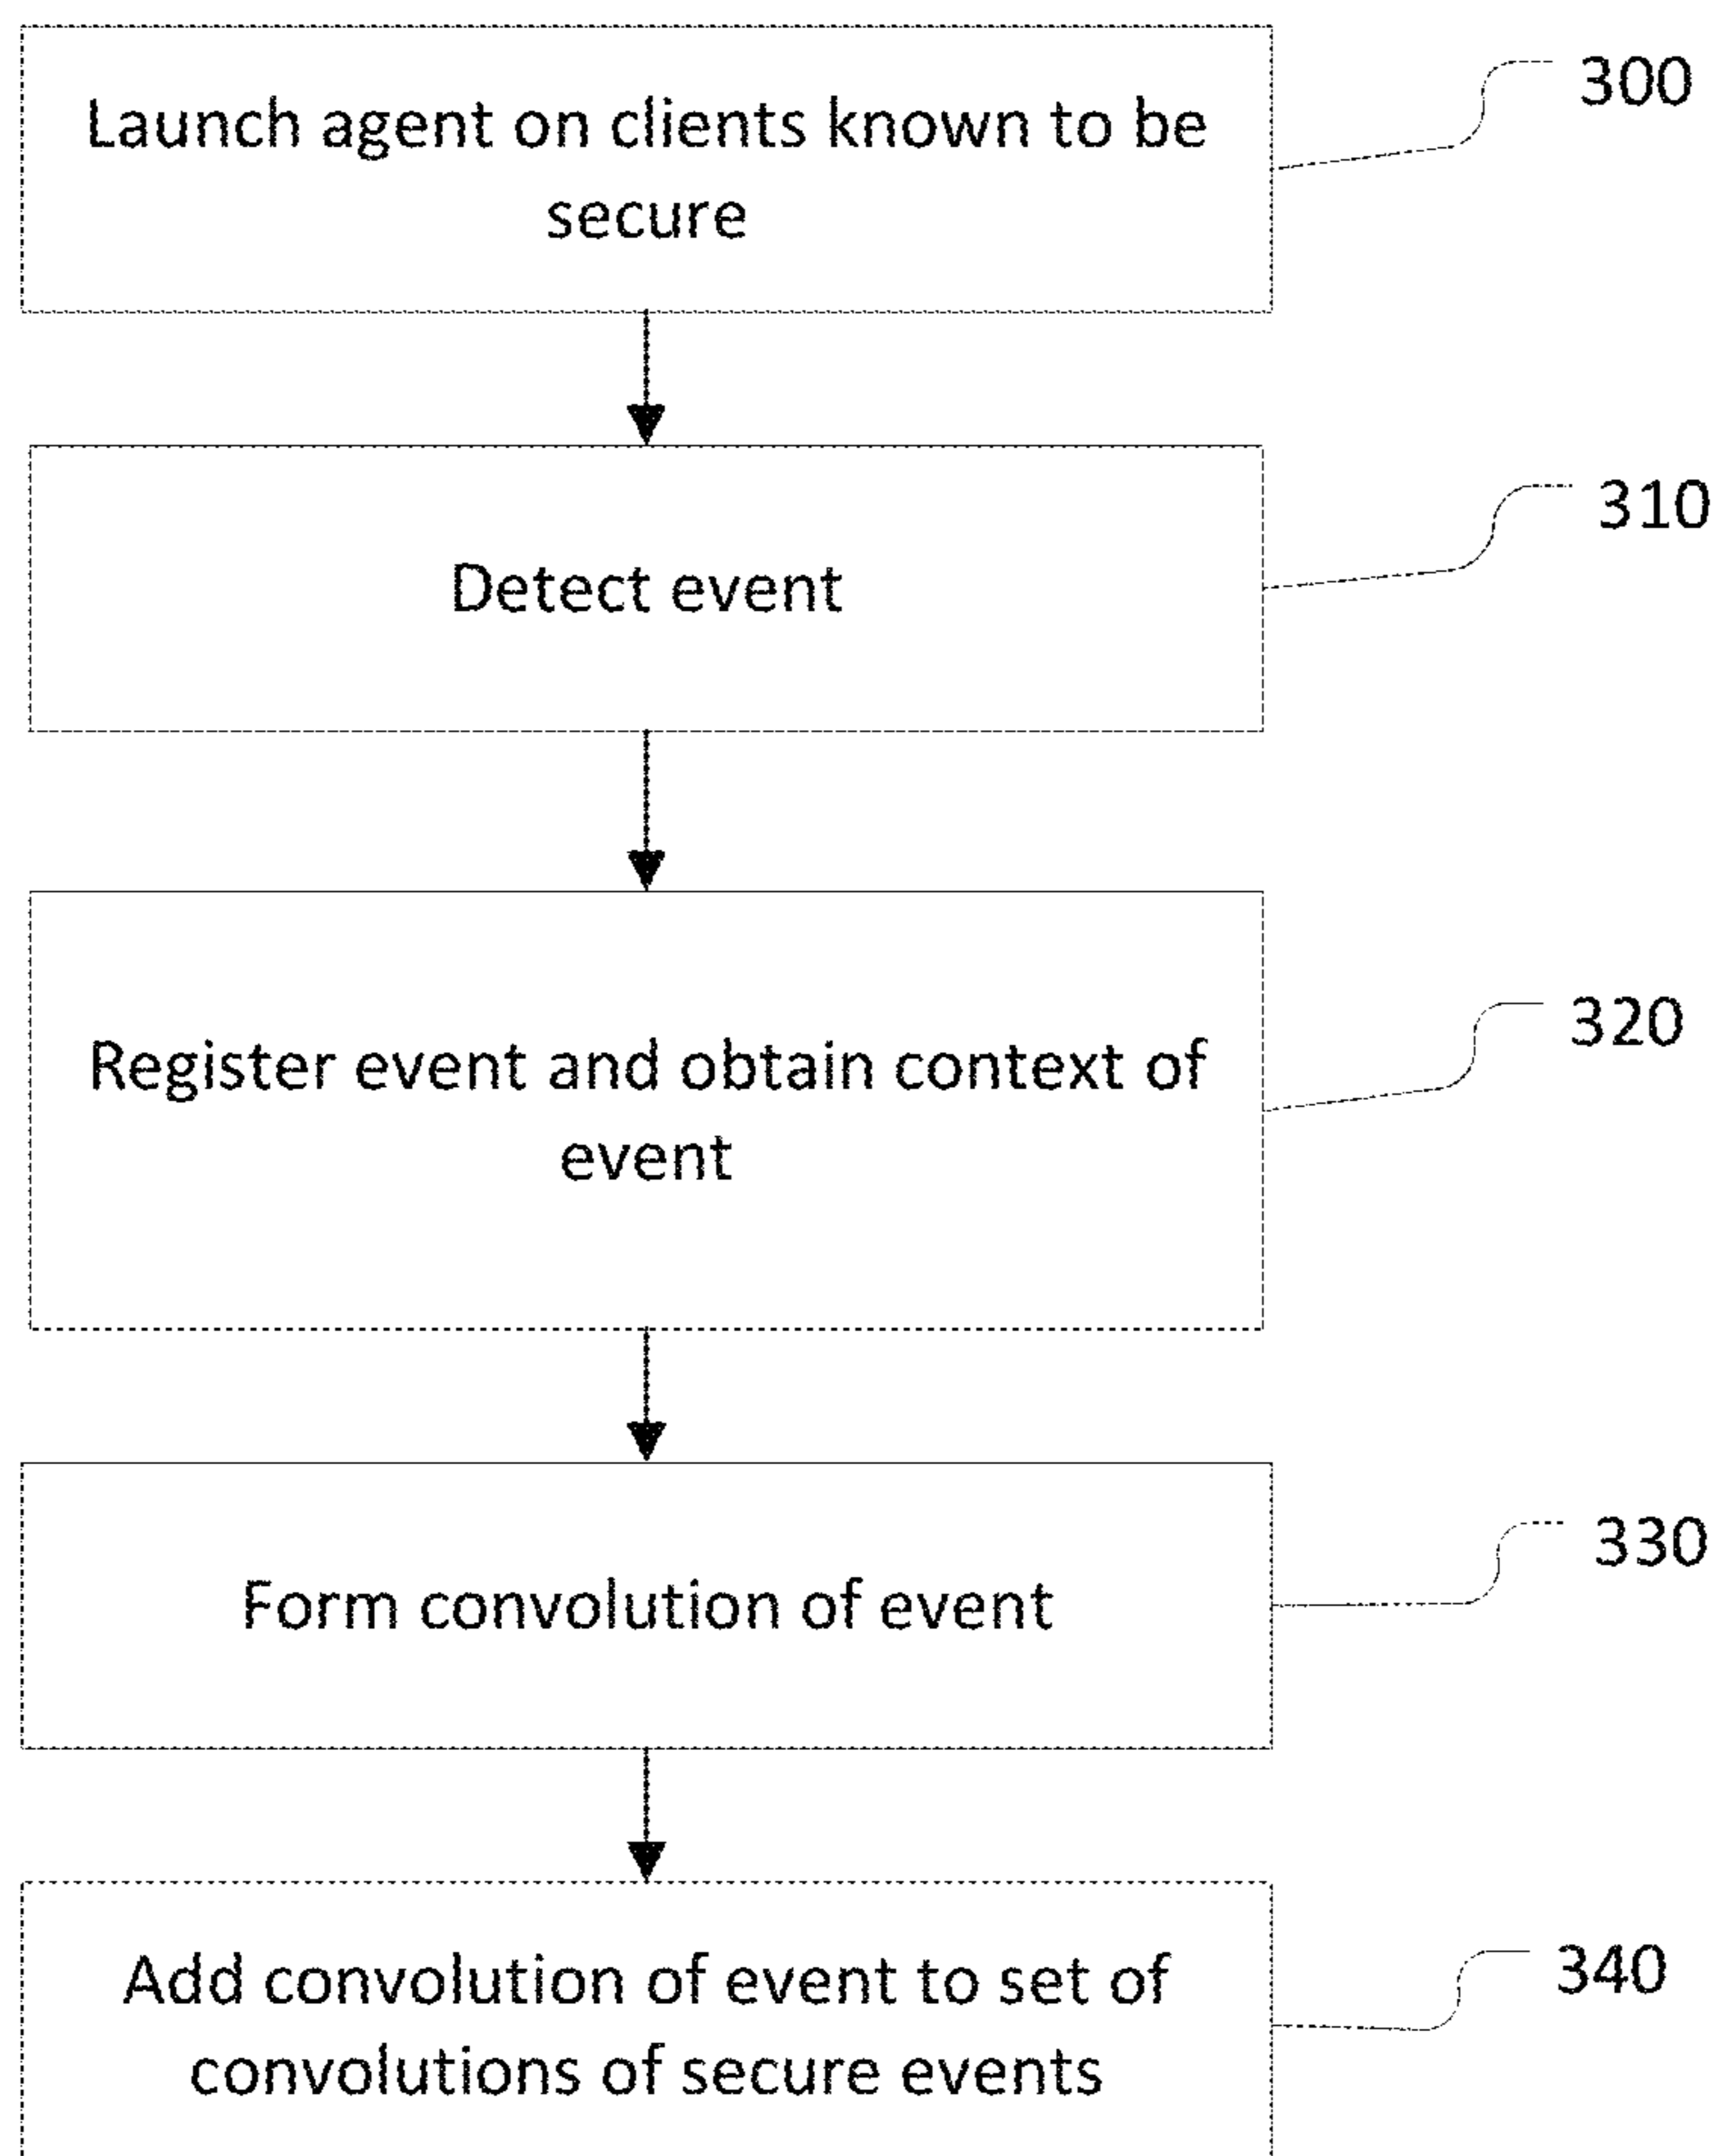 Launch agent on clients known to be
secure
300
Detect event
310
Register event and obtain context of
event
320
Form convolution of event
330
Add convolution of event to set of
convolutions of secure events
340